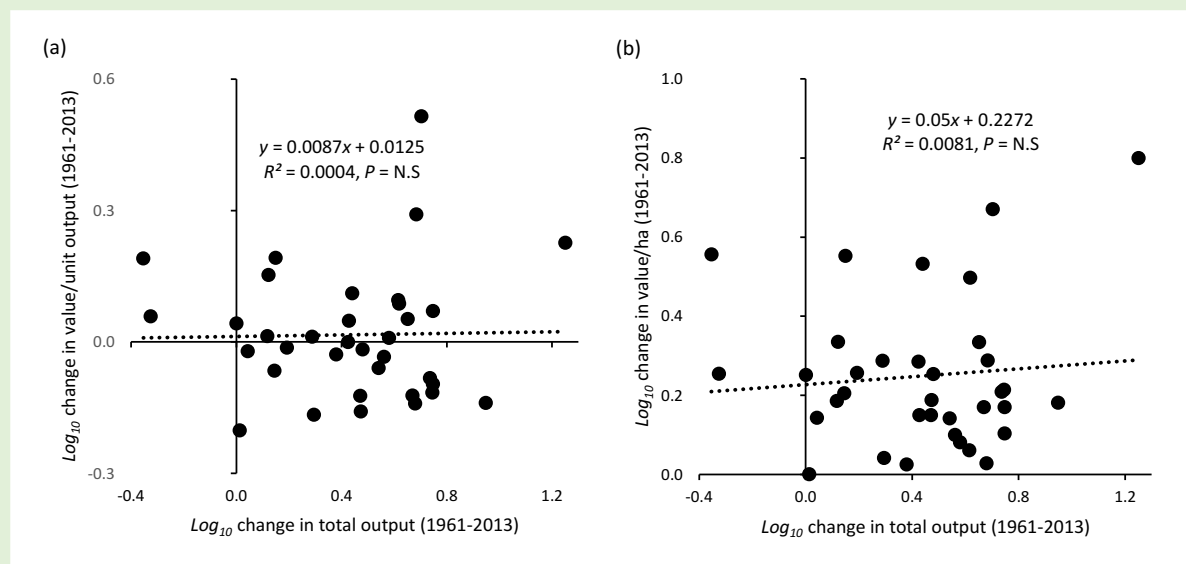 (a)
Log10 change in value/unit output (1961-2013)
0.6
0.3
0.0
-0.3
y = 0.0087x + 0.0125
R² = 0.0004, P = N.S
-0.4 0.0 0.4 0.8 1.2
Log10 change in total output (1961-2013)
(b)
Log10 change in value/ha (1961-2013)
1.0
0.8
0.6
0.4
0.2
0.0
y = 0.05x + 0.2272
R² = 0.0081, P = N.S
-0.4 0.0 0.4 0.8 1.2
Log10 change in total output (1961-2013)